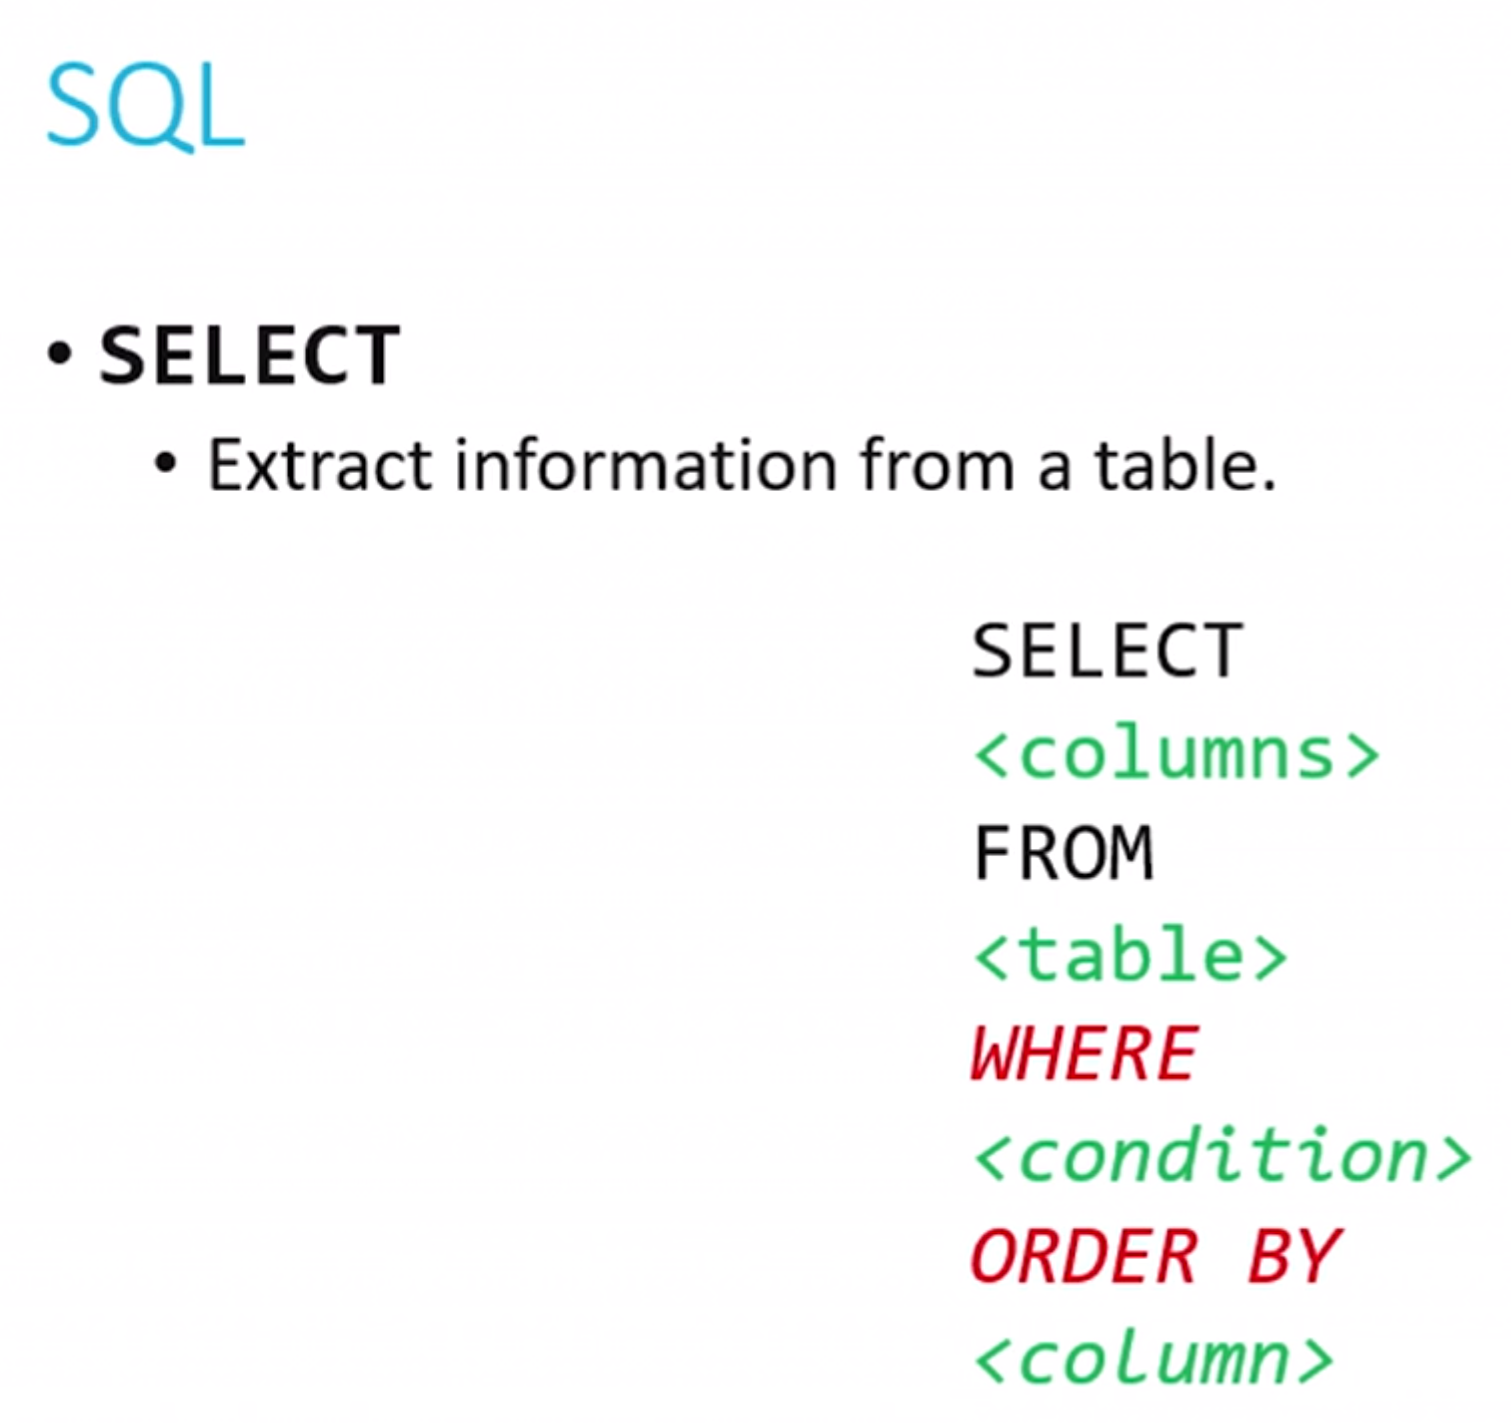 SQL
• SELECT
• Extract information from a table.
SELECT
<columns>
FROM
<table>
WHERE
<condition>
ORDER BY
<column>